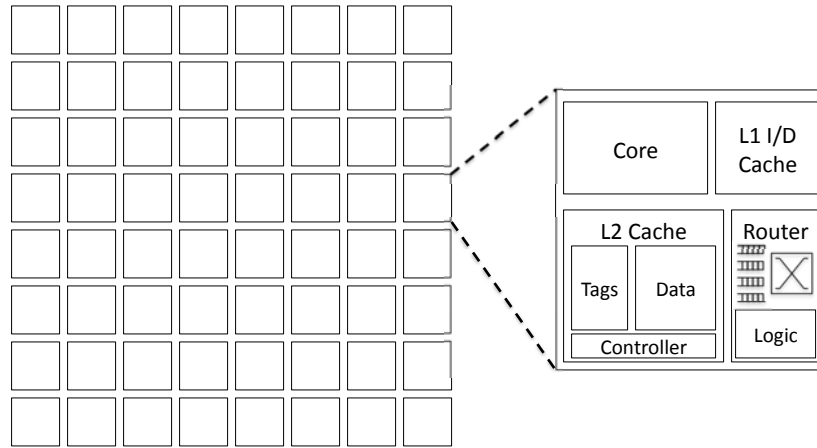 Core
L1 I/D
Cache
L2 Cache
Router
Tags
Data
Logic
Controller